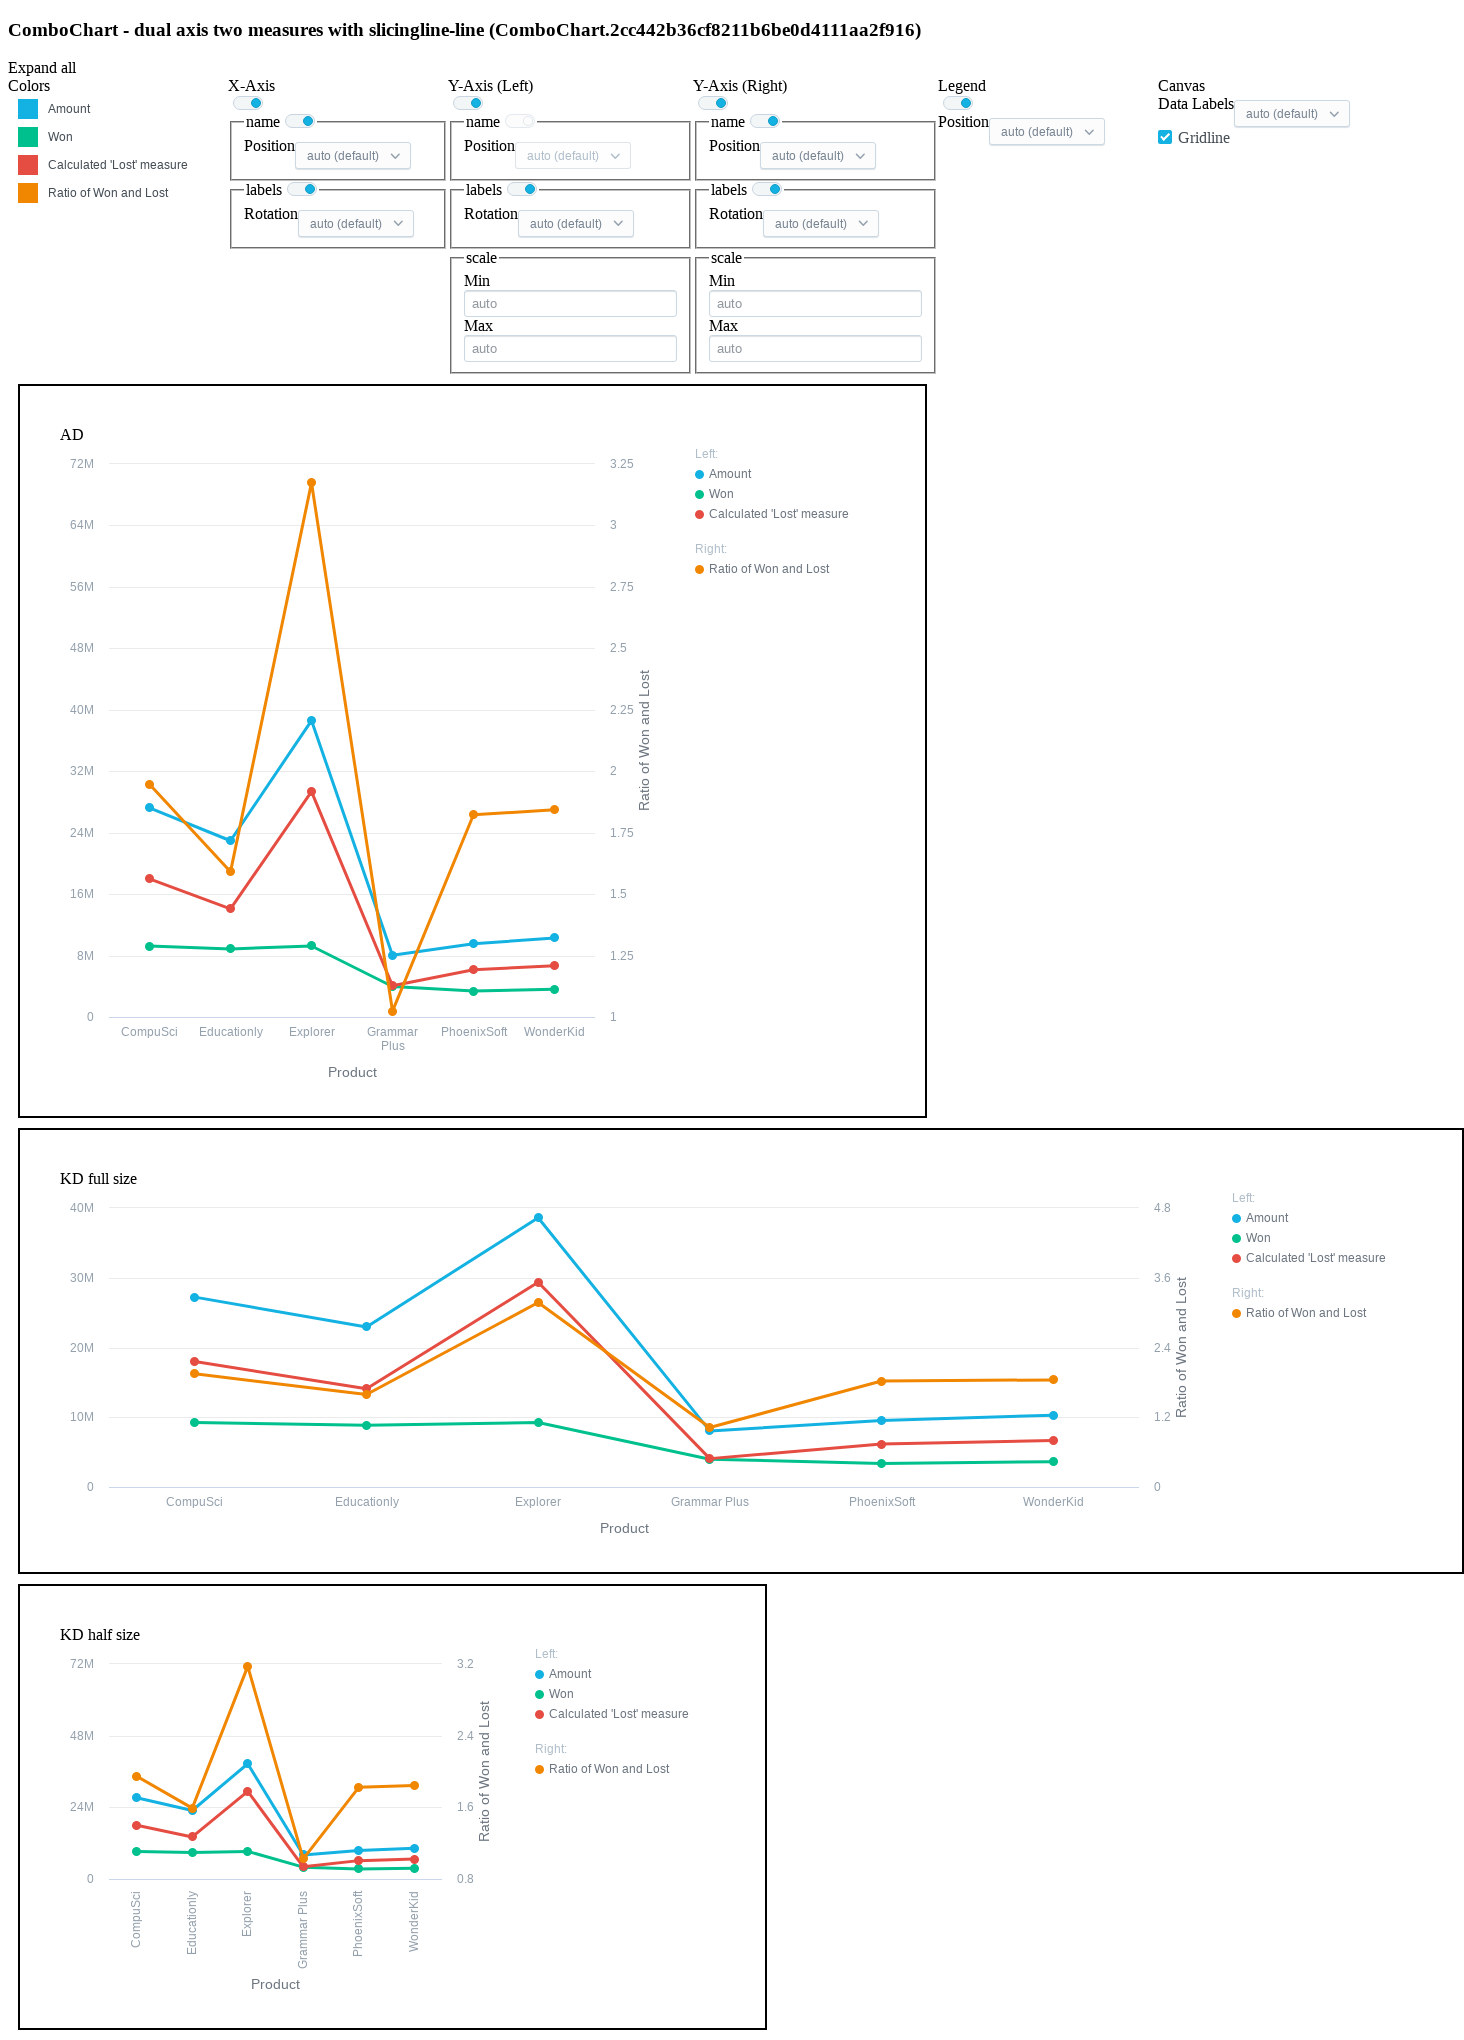 ComboChart - dual axis two measures with slicingline-line (ComboChart.2cc442b36cf8211b6be0d4111aa2f916)
Expand all
Colors
Amount
Won
Calculated 'Lost' measure
Ratio of Won and Lost
X-Axis
name
Position auto (default)
labels
Rotation auto (default)
Y-Axis (Left)
name
Position auto (default)
labels
Rotation auto (default)
scale
Min
auto
Max
auto
Y-Axis (Right)
name
Position auto (default)
labels
Rotation auto (default)
scale
Min
auto
Max
auto
Legend
Position auto (default)
Canvas
Data Labels auto (default)
Gridline
AD
72M
64M
56M
48M
40M
32M
24M
16M
8M
0
3.25
3
2.75
2.5
2.25
2
1.75
1.5
1.25
1
Ratio of Won and Lost
CompuSci
Educationly
Explorer
Grammar
Plus
PhoenixSoft
WonderKid
Product
Left:
Amount
Won
Calculated 'Lost' measure
Right:
Ratio of Won and Lost
KD full size
40M
30M
20M
10M
0
4.8
3.6
2.4
1.2
0
Ratio of Won and Lost
CompuSci
Educationly
Explorer
Grammar Plus
PhoenixSoft
WonderKid
Product
Left:
Amount
Won
Calculated 'Lost' measure
Right:
Ratio of Won and Lost
KD half size
72M
48M
24M
0
3.2
2.4
1.6
0.8
Ratio of Won and Lost
CompuSci
Educationly
Explorer
Grammar Plus
PhoenixSoft
WonderKid
Product
Left:
Amount
Won
Calculated 'Lost' measure
Right:
Ratio of Won and Lost